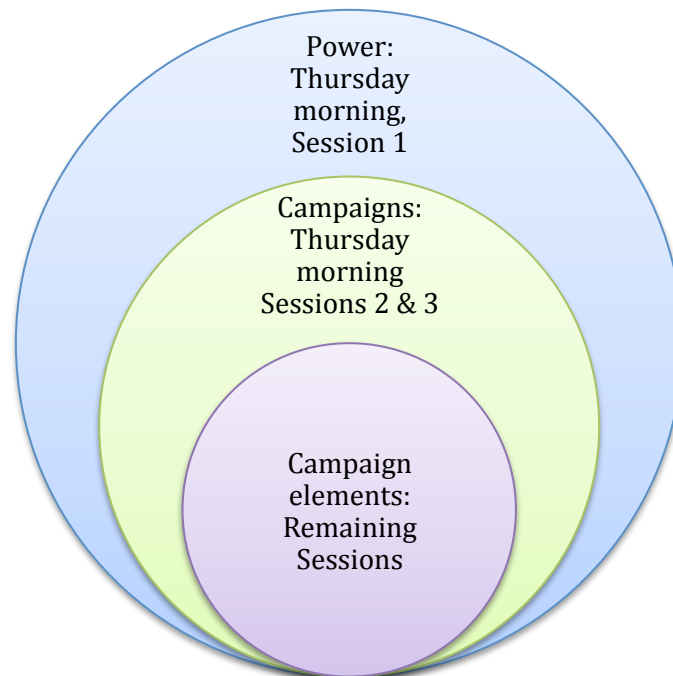 Power:
Thursday
morning,
Session 1
Campaigns:
Thursday
morning
Sessions 2 & 3
Campaign
elements:
Remaining
Sessions